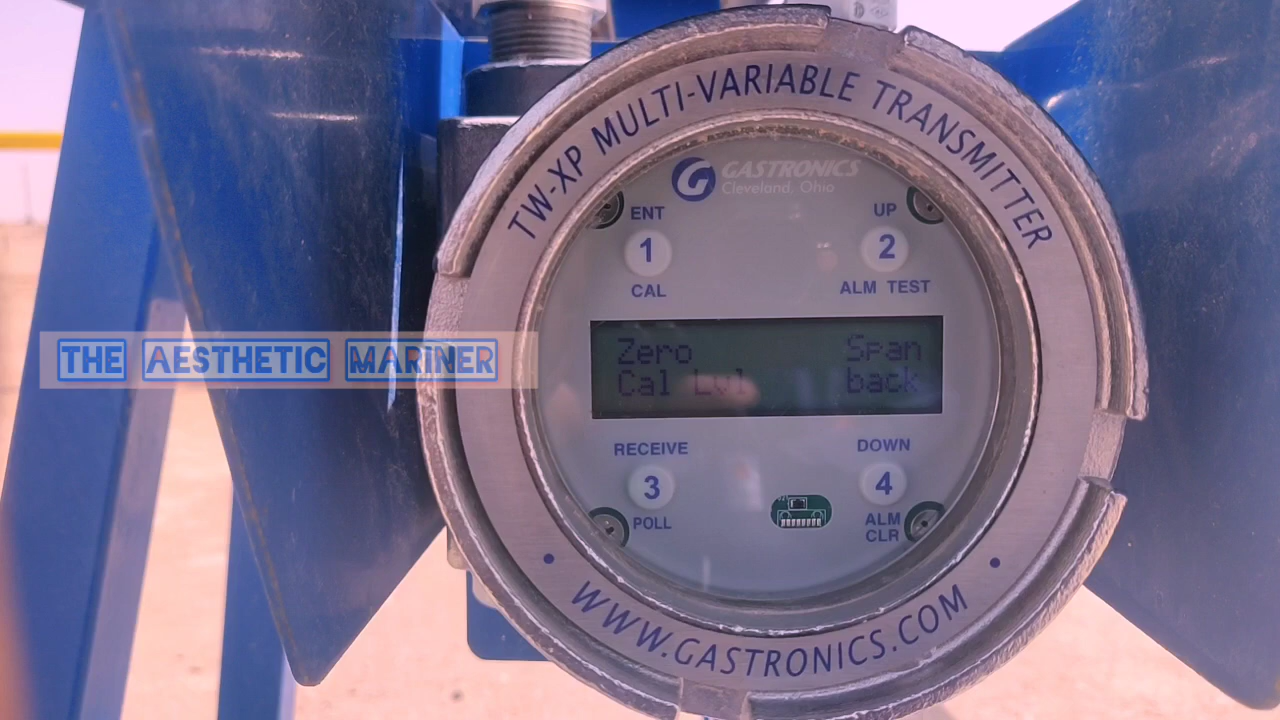 TW-XP MULTI-VARIABLE TRANSMITTER
GASTRONICS
Cleveland, Ohio
ENT
1
CAL
UP
2
ALM TEST
Zero Span
Cal Lvl back
RECEIVE
3
POLL
DOWN
4
ALM
CLR
WWW.GASTRONICS.COM
THE AESTHETIC MARINER